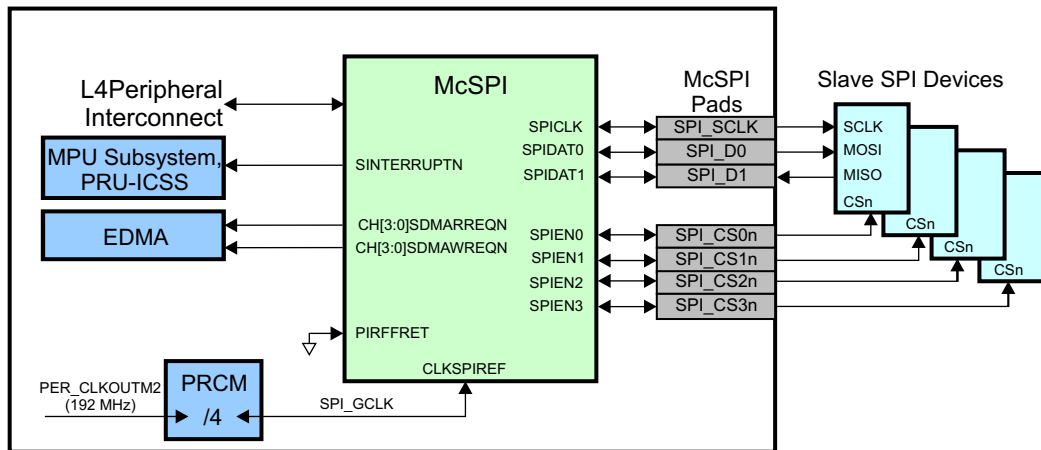 McSPI
L4Peripheral
Interconnect
MPU Subsystem,
PRU-ICSS
EDMA
SINTERRUPTN
CH[3:0]SDMARREQN
CH[3:0]SDMAWREQN
PIRFFRET
CLKSPIREF
SPICLK
SPIDAT0
SPIDAT1
SPIEN0
SPIEN1
SPIEN2
SPIEN3
McSPI
Pads
SPI_SCLK
SPI_D0
SPI_D1
SPI_CS0n
SPI_CS1n
SPI_CS2n
SPI_CS3n
Slave SPI Devices
SCLK
MOSI
MISO
CSn
CSn
CSn
CSn
PER_CLKOUTM2
(192 MHz)
PRCM
/4
SPI_GCLK